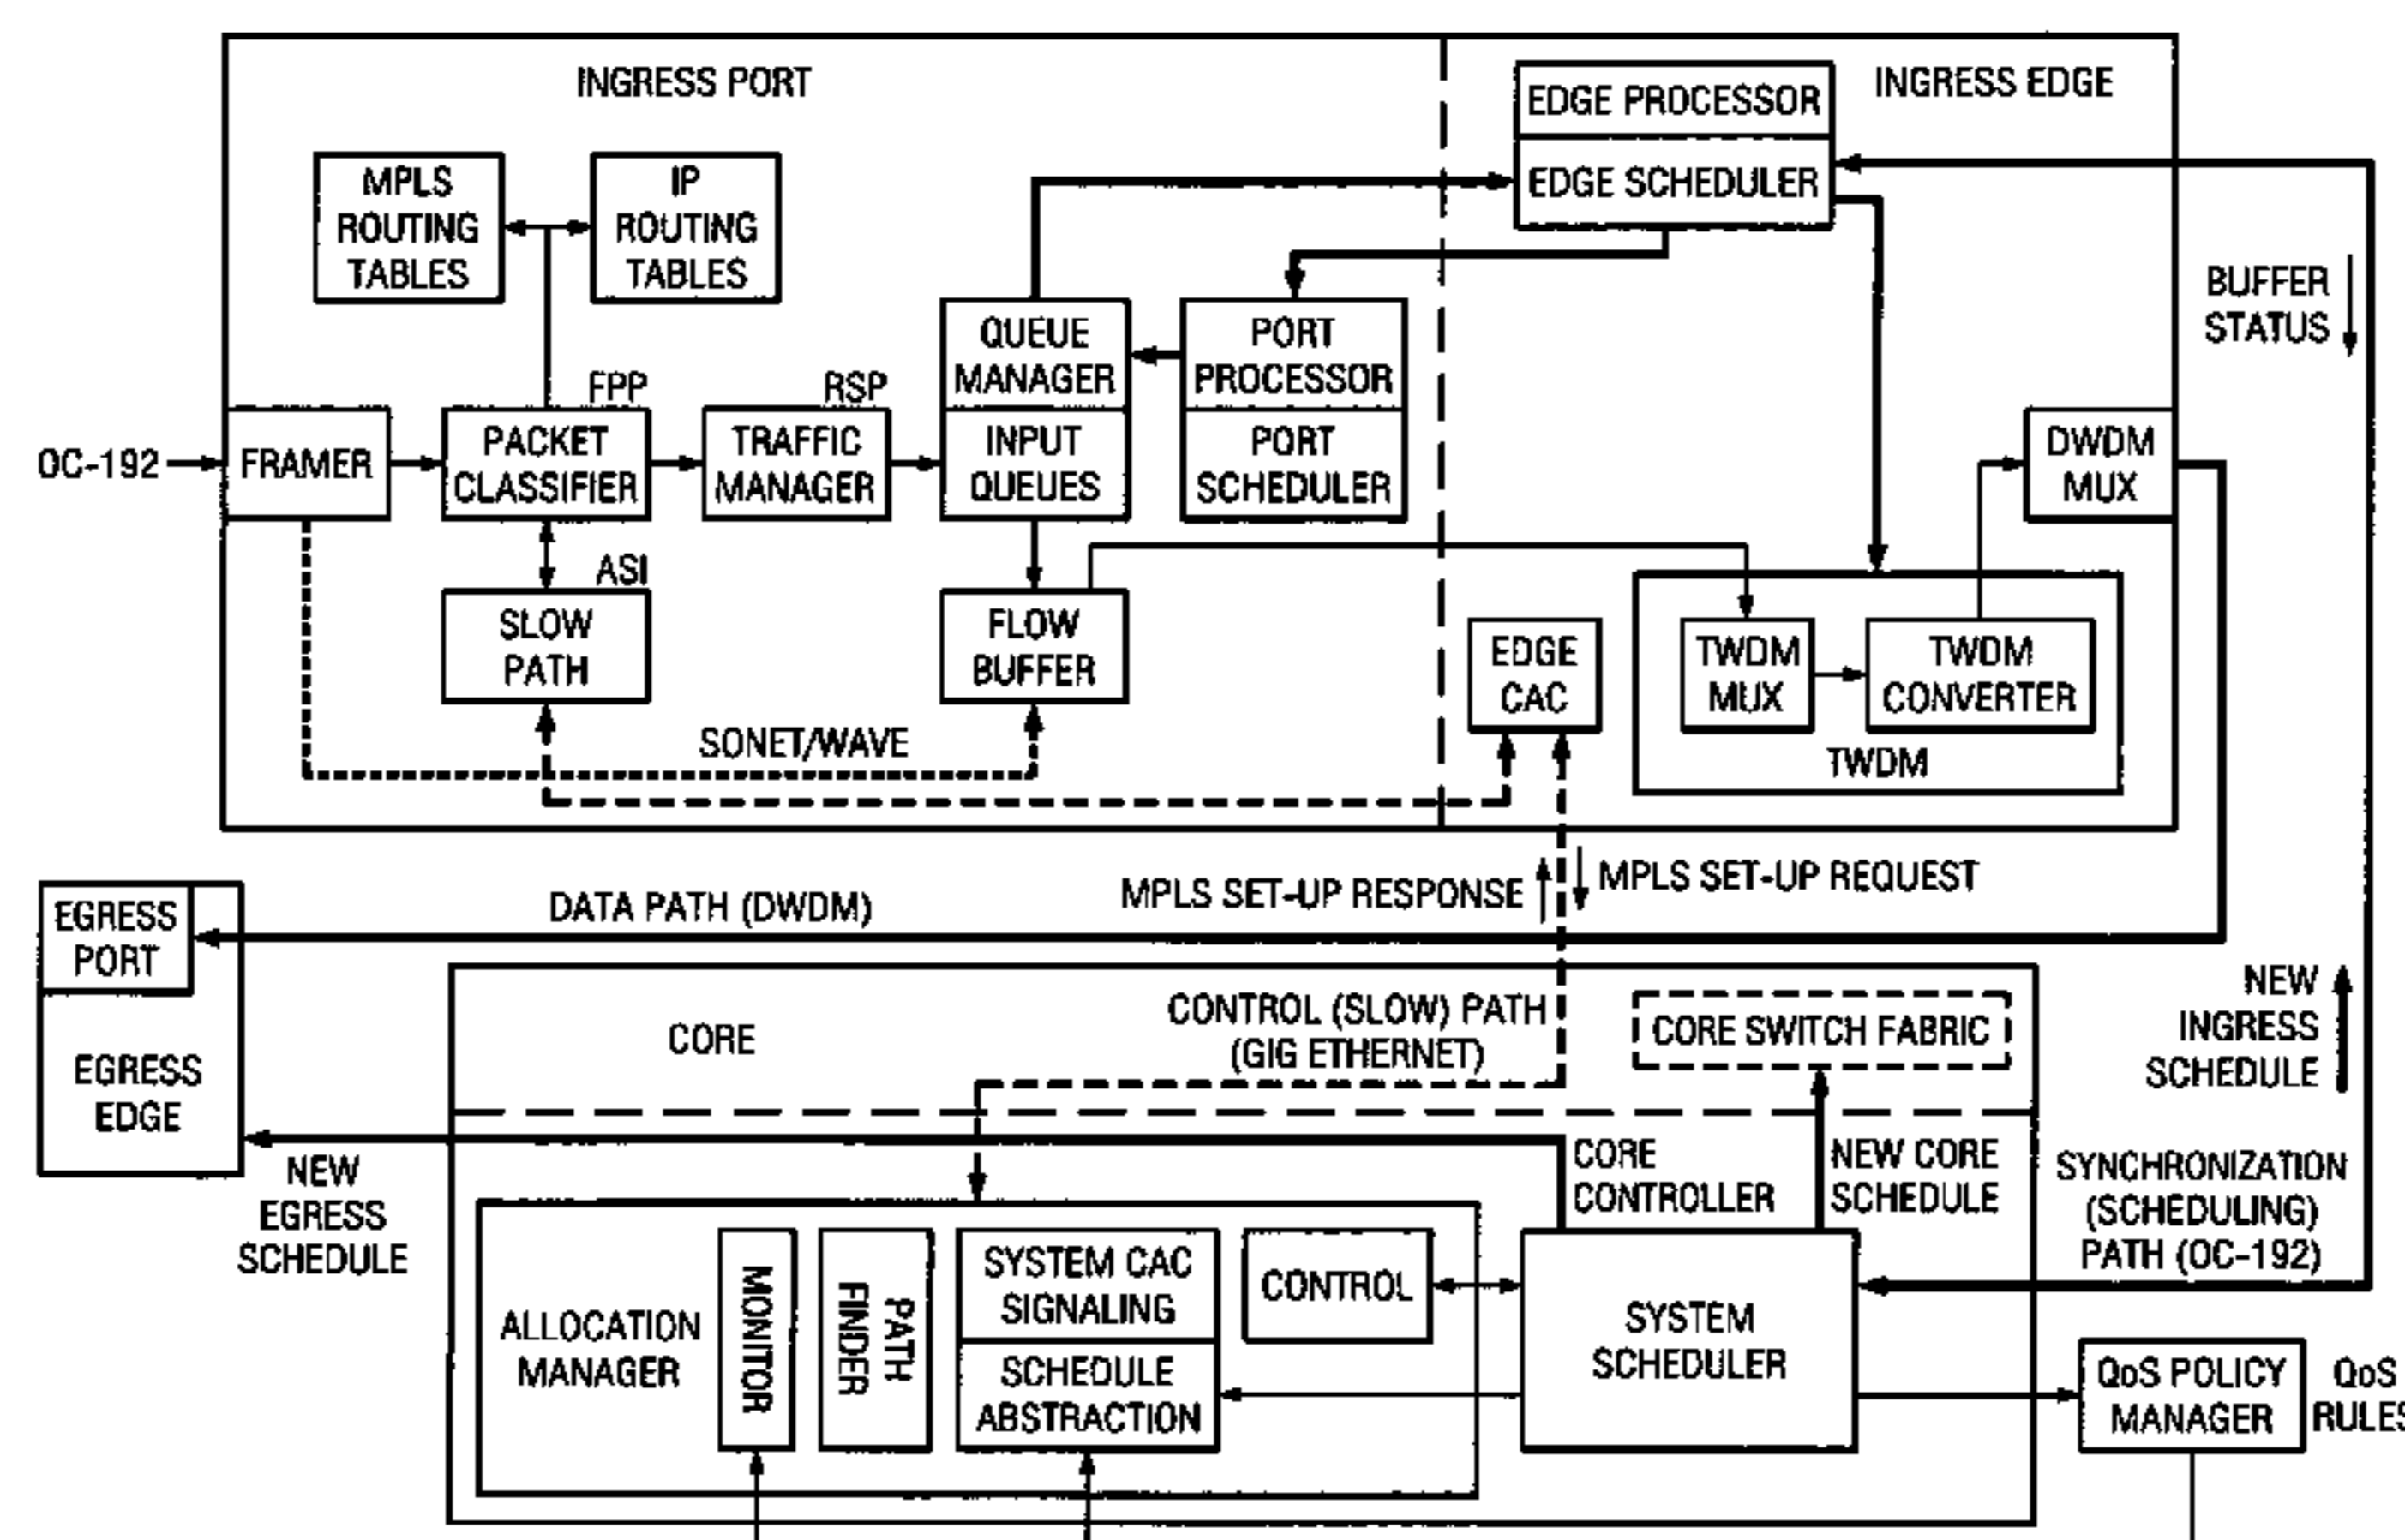 INGRESS PORT
INGRESS EDGE
EDGE PROCESSOR
EDGE SCHEDULER
MPLS
ROUTING
TABLES
IP
ROUTING
TABLES
BUFFER
STATUS
QUEUE
MANAGER
PORT
PROCESSOR
FPP
RSP
OC-192
FRAMER
PACKET
CLASSIFIER
TRAFFIC
MANAGER
INPUT
QUEUES
PORT
SCHEDULER
DWDM
MUX
ASI
SLOW
PATH
FLOW
BUFFER
EDGE
CAC
TWDM
MUX
TWDM
CONVERTER
TWDM
SONET/WAVE
MPLS SET-UP RESPONSE
MPLS SET-UP REQUEST
EGRESS
PORT
DATA PATH (DWDM)
EGRESS
EDGE
CORE
CONTROL (SLOW) PATH
(GIG ETHERNET)
CORE SWITCH FABRIC
NEW
INGRESS
SCHEDULE
NEW
EGRESS
SCHEDULE
CORE
CONTROLLER
NEW CORE
SCHEDULE
SYNCHRONIZATION
(SCHEDULING)
PATH (OC-192)
ALLOCATION
MANAGER
MONITOR
PATH
FINDER
SYSTEM CAC
SIGNALING
SCHEDULE
ABSTRACTION
CONTROL
SYSTEM
SCHEDULER
QoS POLICY
MANAGER
QoS
RULES